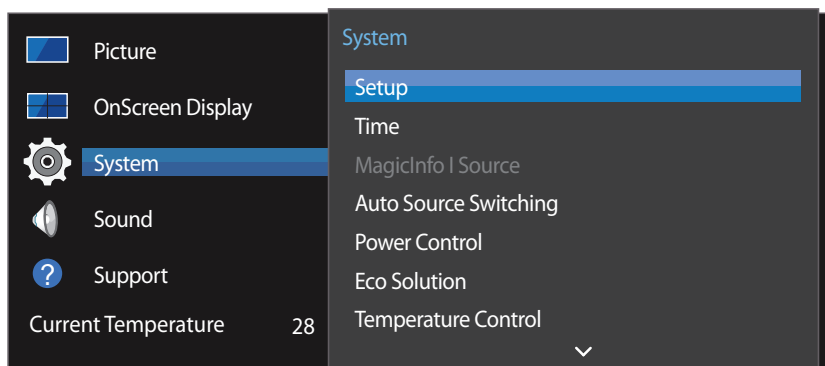 Picture
OnScreen Display
System
Sound
Support
Current Temperature 28
System
Setup
Time
MagicInfo I Source
Auto Source Switching
Power Control
Eco Solution
Temperature Control